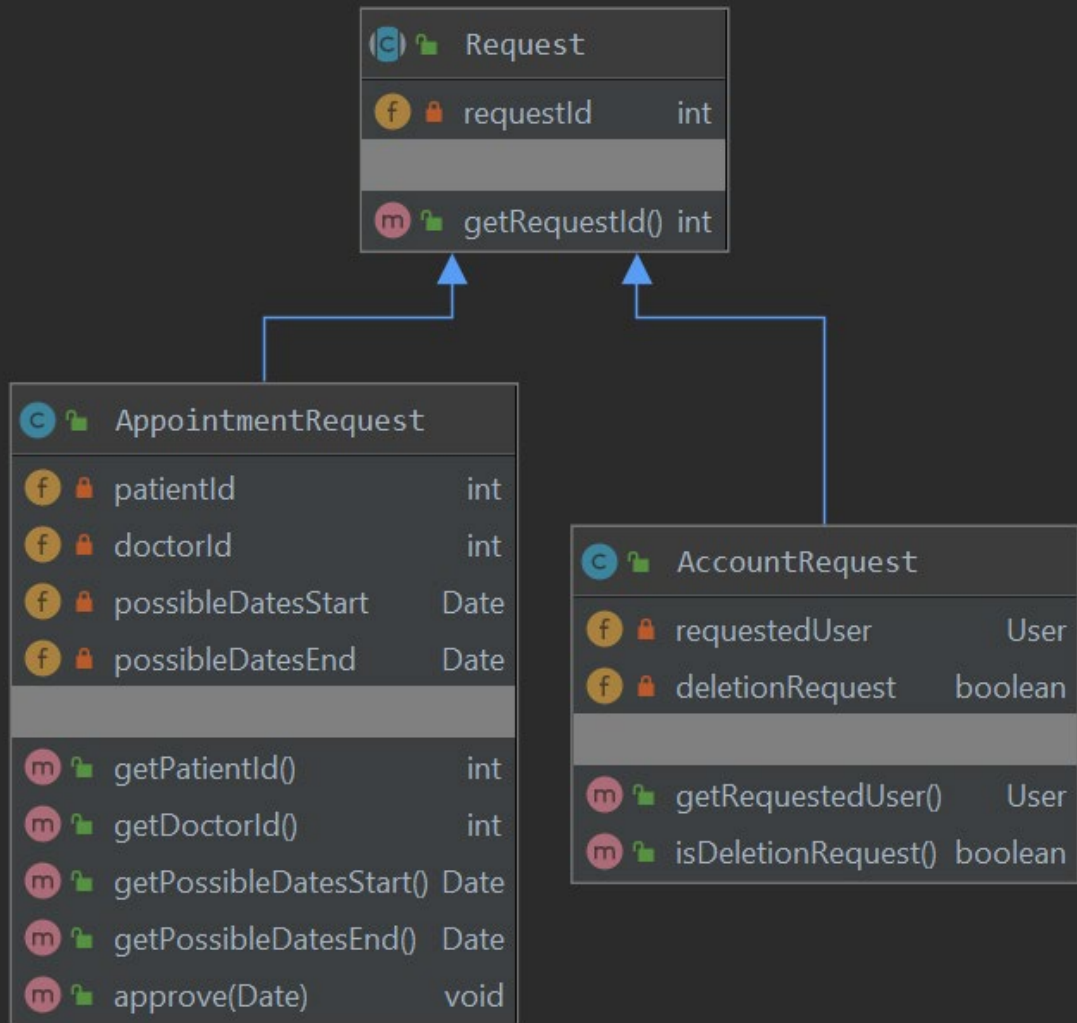 C Request
f requestId int
m getRequestId() int
C AppointmentRequest
f patientId int
f doctorId int
f possibleDatesStart Date
f possibleDatesEnd Date
m getPatientId() int
m getDoctorId() int
m getPossibleDatesStart() Date
m getPossibleDatesEnd() Date
m approve(Date) void
C AccountRequest
f requestedUser User
f deletionRequest boolean
m getRequestedUser() User
m isDeletionRequest() boolean